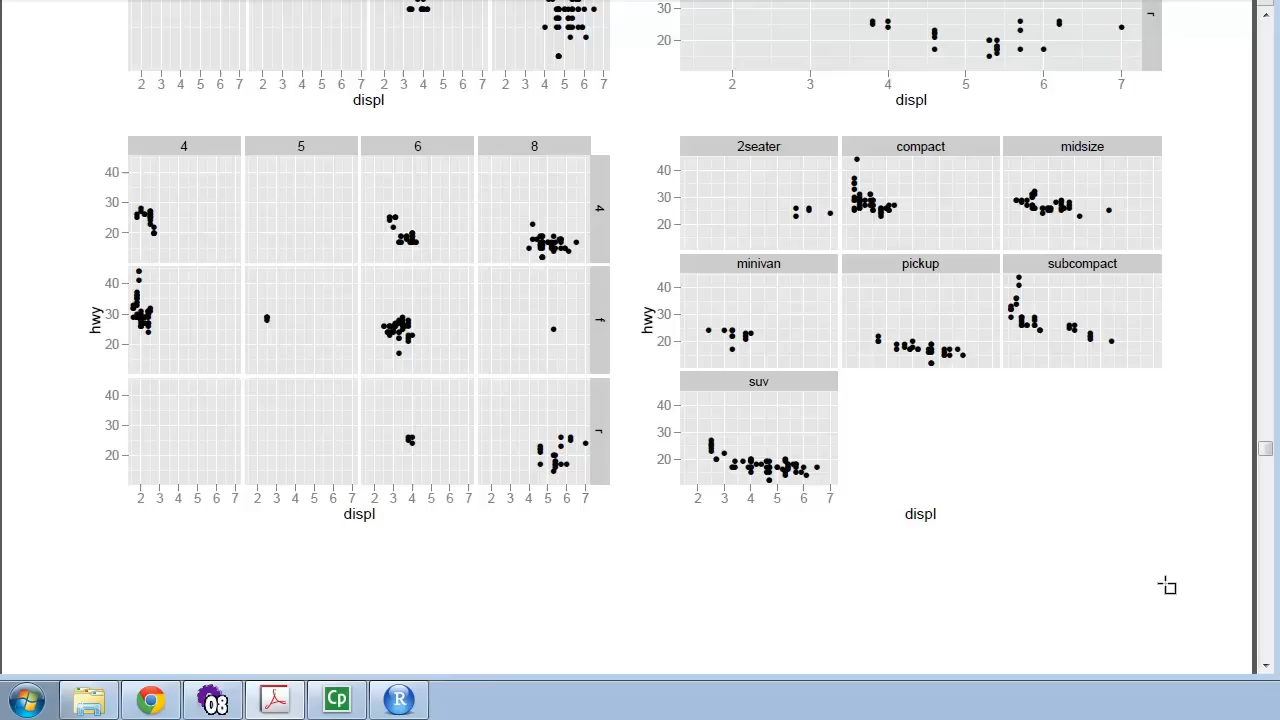 30
r
20
2 3 4 5 6 7 2 3 4 5 6 7 2 3 4 5 6 7 2 3 4 5 6 7
2 3 4 5 6 7
displ
displ
4 5 6 8
40
30
20
4
hwy
40
30
20
f
40
30
20
r
2 3 4 5 6 7 2 3 4 5 6 7 2 3 4 5 6 7 2 3 4 5 6 7
displ
2seater compact midsize
40
30
20
minivan pickup subcompact
hwy
40
30
20
suv
40
30
20
2 3 4 5 6 7
displ
08
Cp
R